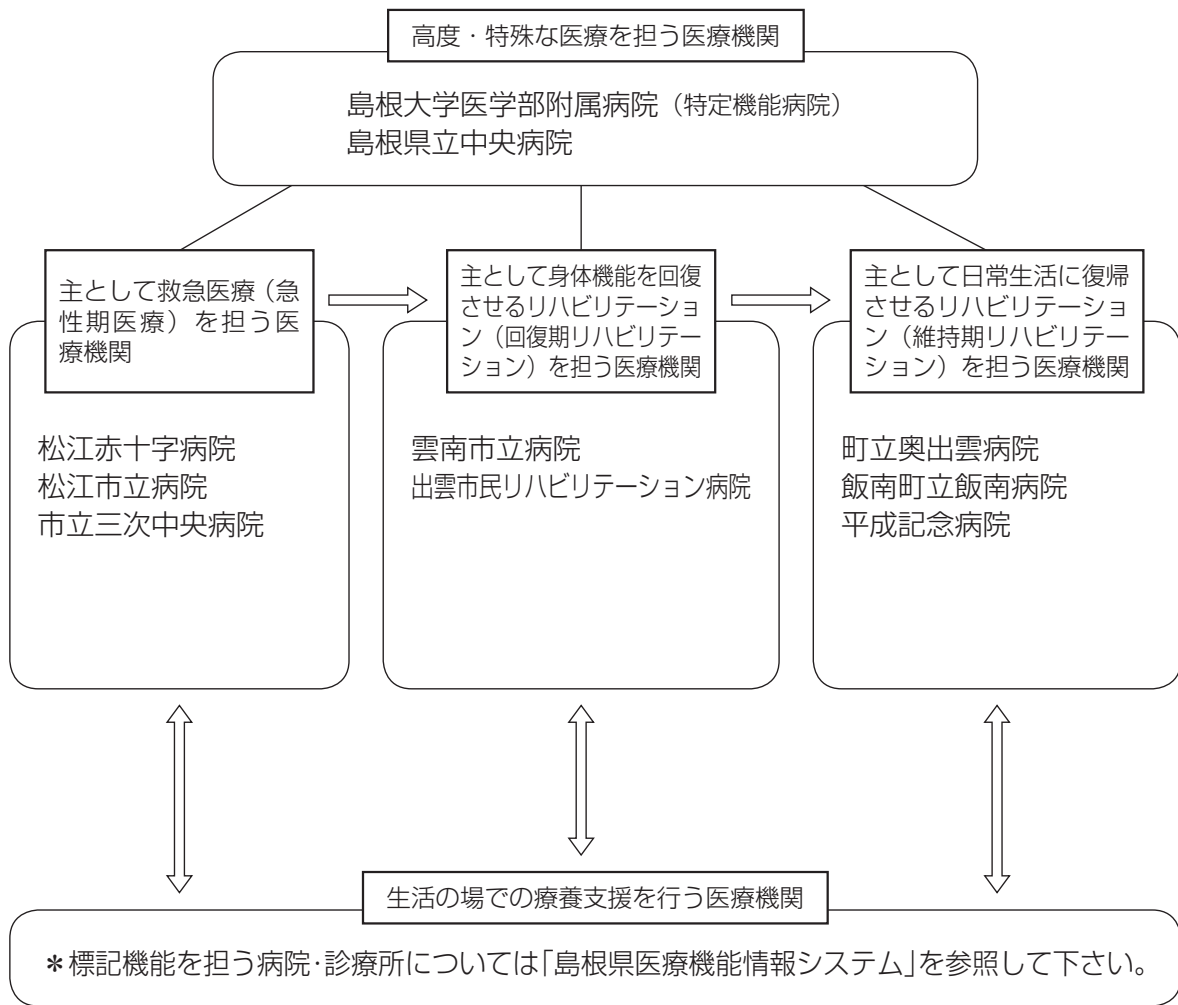 高度・特殊な医療を担う医療機関
島根大学医学部附属病院（特定機能病院）
島根県立中央病院
主として救急医療（急
性期医療）を担う医
療機関
松江赤十字病院
松江市立病院
市立三次中央病院
主として身体機能を回復
させるリハビリテーショ
ン（回復期リハビリテー
ション）を担う医療機関
雲南市立病院
出雲市民リハビリテーション病院
主として日常生活に復帰
させるリハビリテーショ
ン（維持期リハビリテー
ション）を担う医療機関
町立奥出雲病院
飯南町立飯南病院
平成記念病院
生活の場での療養支援を行う医療機関
＊標記機能を担う病院・診療所については「島根県医療機能情報システム」を参照して下さい。